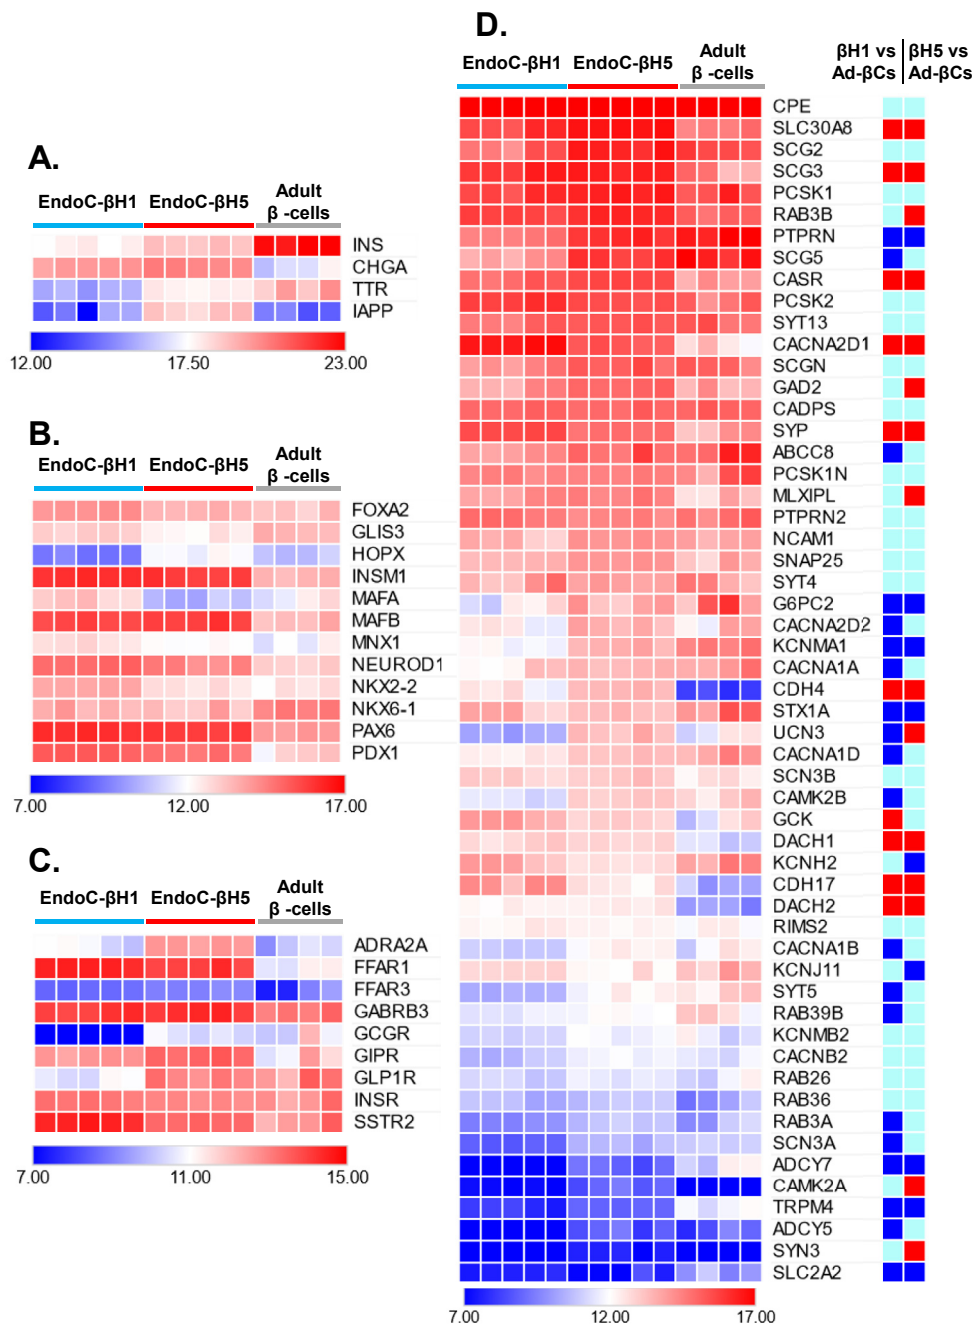 A.
EndoC-βH1 EndoC-βH5 Adult
β -cells
INS
CHGA
TTR
IAPP
12.00 17.50 23.00
B.
EndoC-βH1 EndoC-βH5 Adult
β -cells
FOXA2
GLIS3
HOPX
INSM1
MAFA
MAFB
MNX1
NEUROD1
NKX2-2
NKX6-1
PAX6
PDX1
7.00 12.00 17.00
C.
EndoC-βH1 EndoC-βH5 Adult
β -cells
ADRA2A
FFAR1
FFAR3
GABRB3
GCGR
GIPR
GLP1R
INSR
SSTR2
7.00 11.00 15.00
D.
EndoC-βH1 EndoC-βH5 Adult
β -cells
βH1 vs βH5 vs
Ad-βCs Ad-βCs
CPE
SLC30A8
SCG2
SCG3
PCSK1
RAB3B
PTPRN
SCG5
CASR
PCSK2
SYT13
CACNA2D1
SCGN
GAD2
CADPS
SYP
ABCC8
PCSK1N
MLXIPL
PTPRN2
NCAM1
SNAP25
SYT4
G6PC2
CACNA2D2
KCNMA1
CACNA1A
CDH4
STX1A
UCN3
CACNA1D
SCN3B
CAMK2B
GCK
DACH1
KCNH2
CDH17
DACH2
RIMS2
CACNA1B
KCNJ11
SYT5
RAB39B
KCNMB2
CACNB2
RAB26
RAB36
RAB3A
SCN3A
ADCY7
CAMK2A
TRPM4
ADCY5
SYN3
SLC2A2
7.00 12.00 17.00